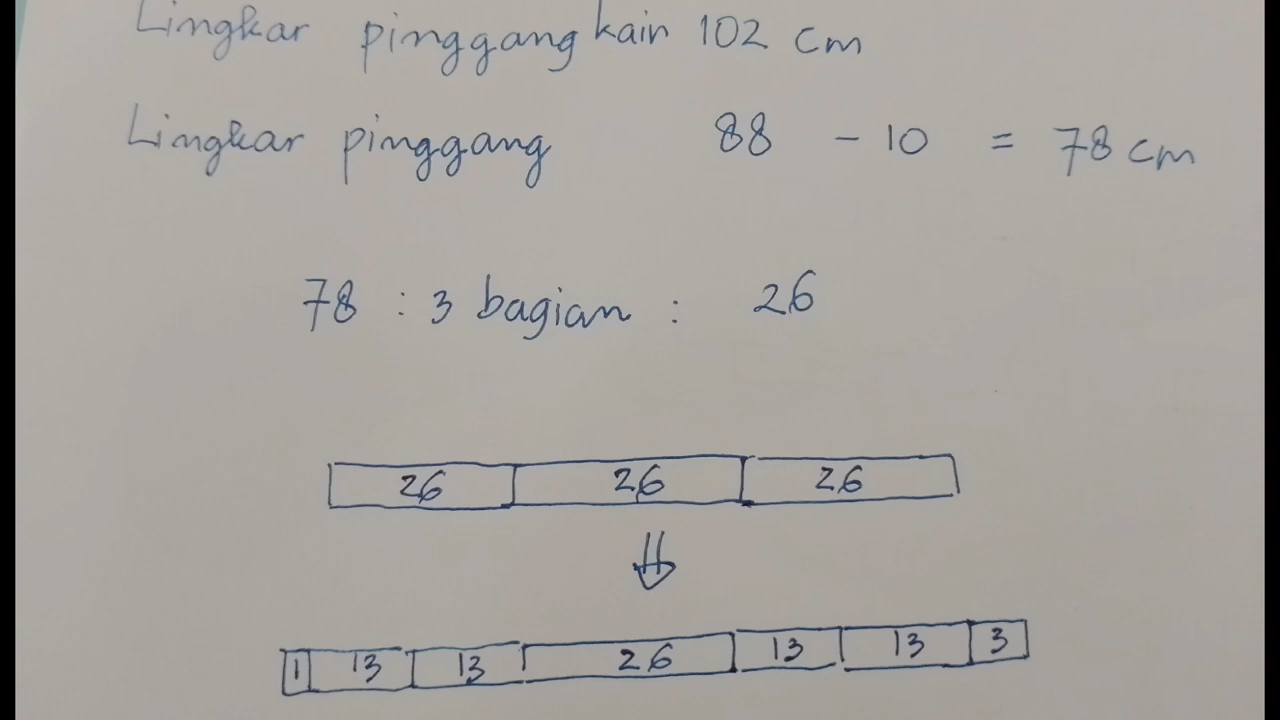 Lingkar pinggang kain 102 cm
Lingkar pinggang 88 - 10 = 78 cm
78 : 3 bagian : 26
26 26 26
1 13 13 26 13 13 3